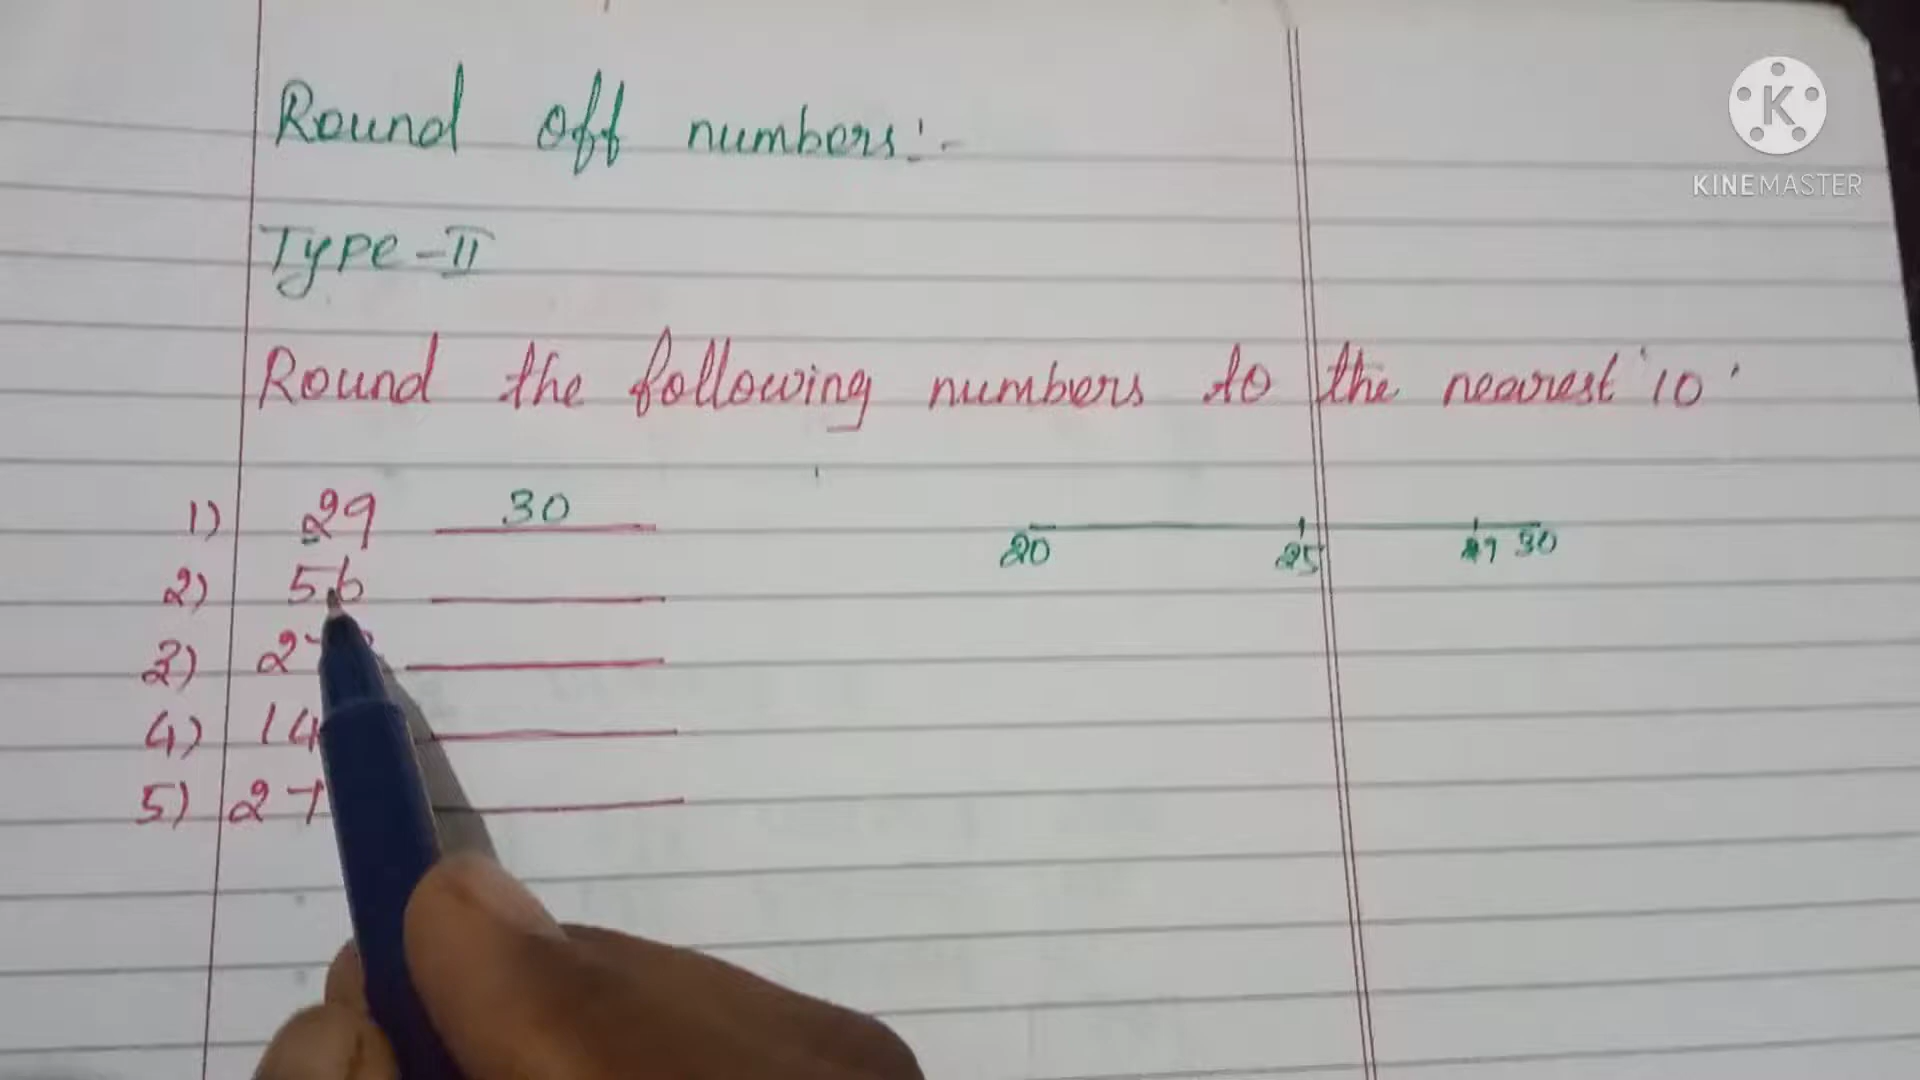 Round off numbers:-
Type-II
Round the following numbers to the nearest '10'
1) 29 30
2) 56
3)
4)
5)
20 25 29 30
KINEMASTER